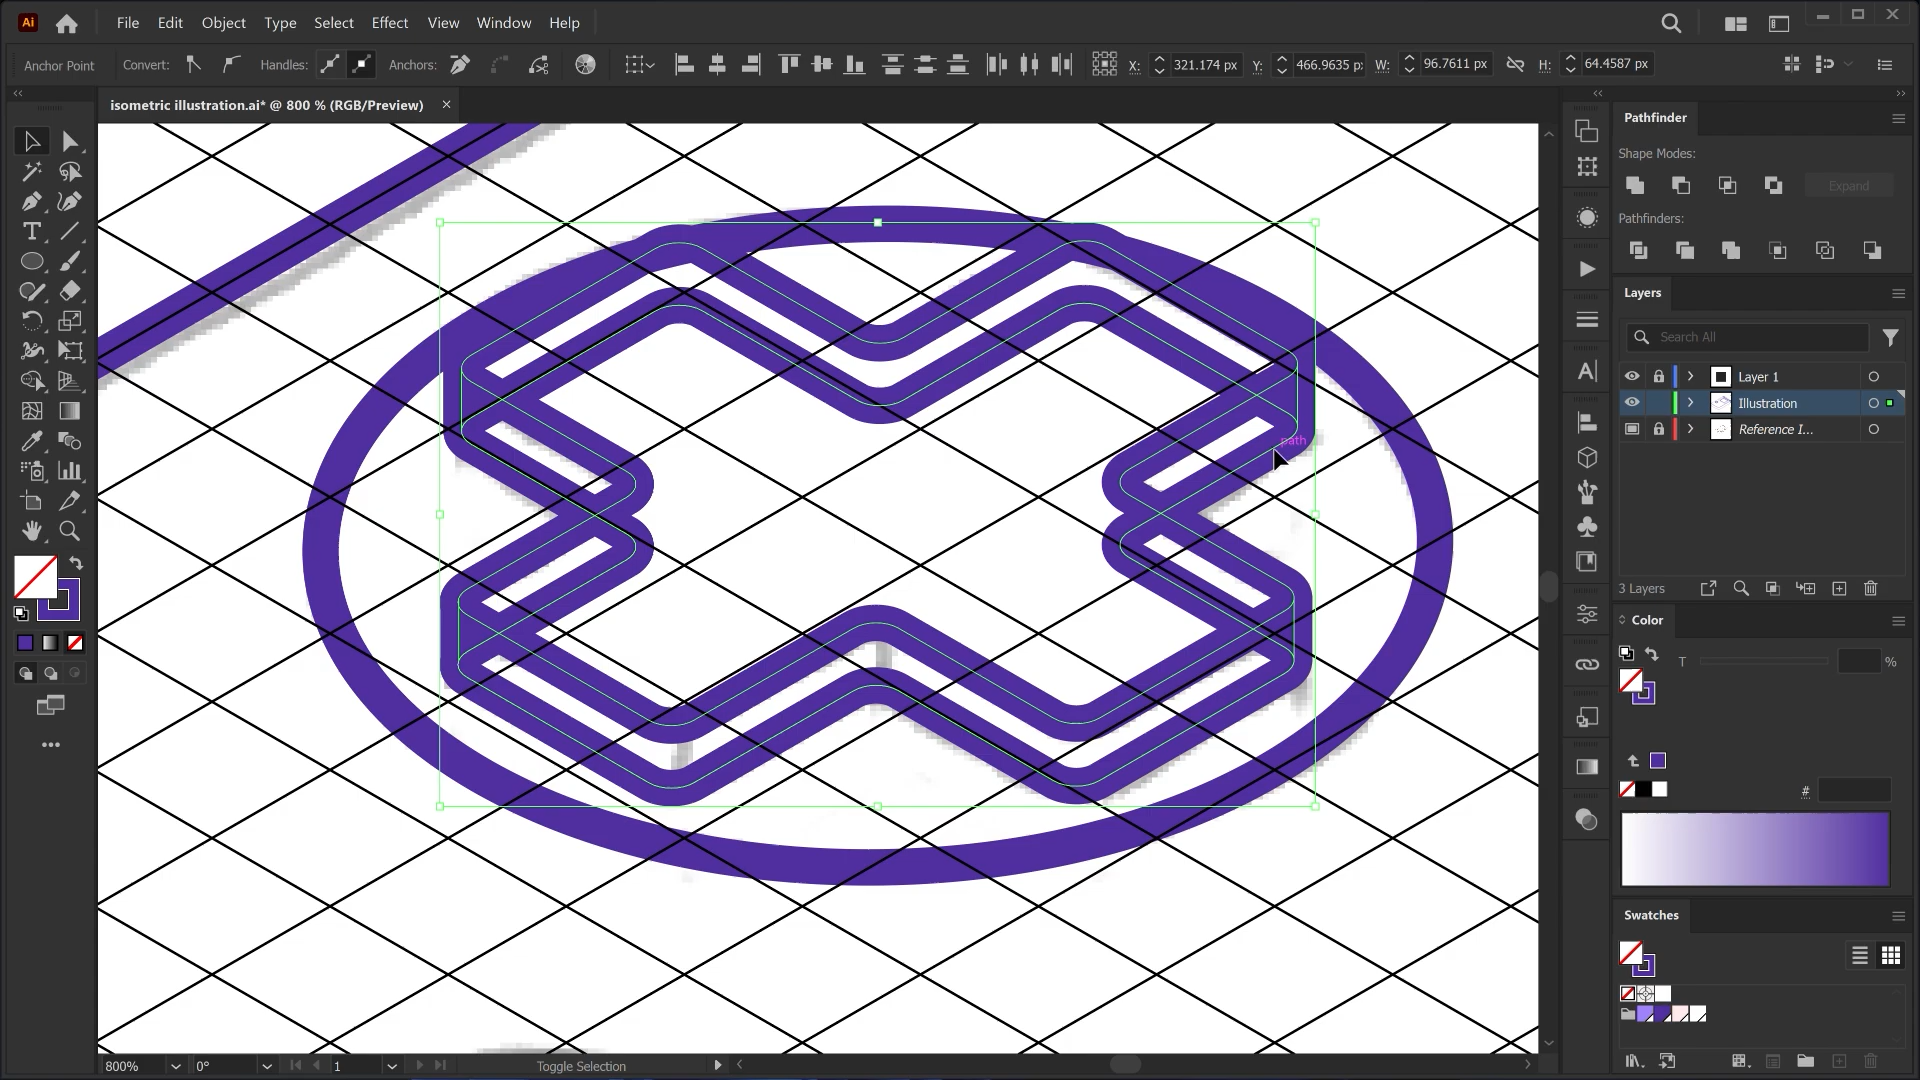 Ai File Edit Object Type Select Effect View Window Help
Anchor Point Convert: Handles: Anchors: X: 321.174 px Y: 466.9635 p W: 96.7611 px H: 64.4587 px
isometric illustration.ai* @ 800 % (RGB/Preview) ×
Pathfinder
Shape Modes:
Expand
Pathfinders:
Layers
Search All
Layer 1
Illustration
Reference I...
path
3 Layers
Color
T %
#
Swatches
800% 0° 1 Toggle Selection